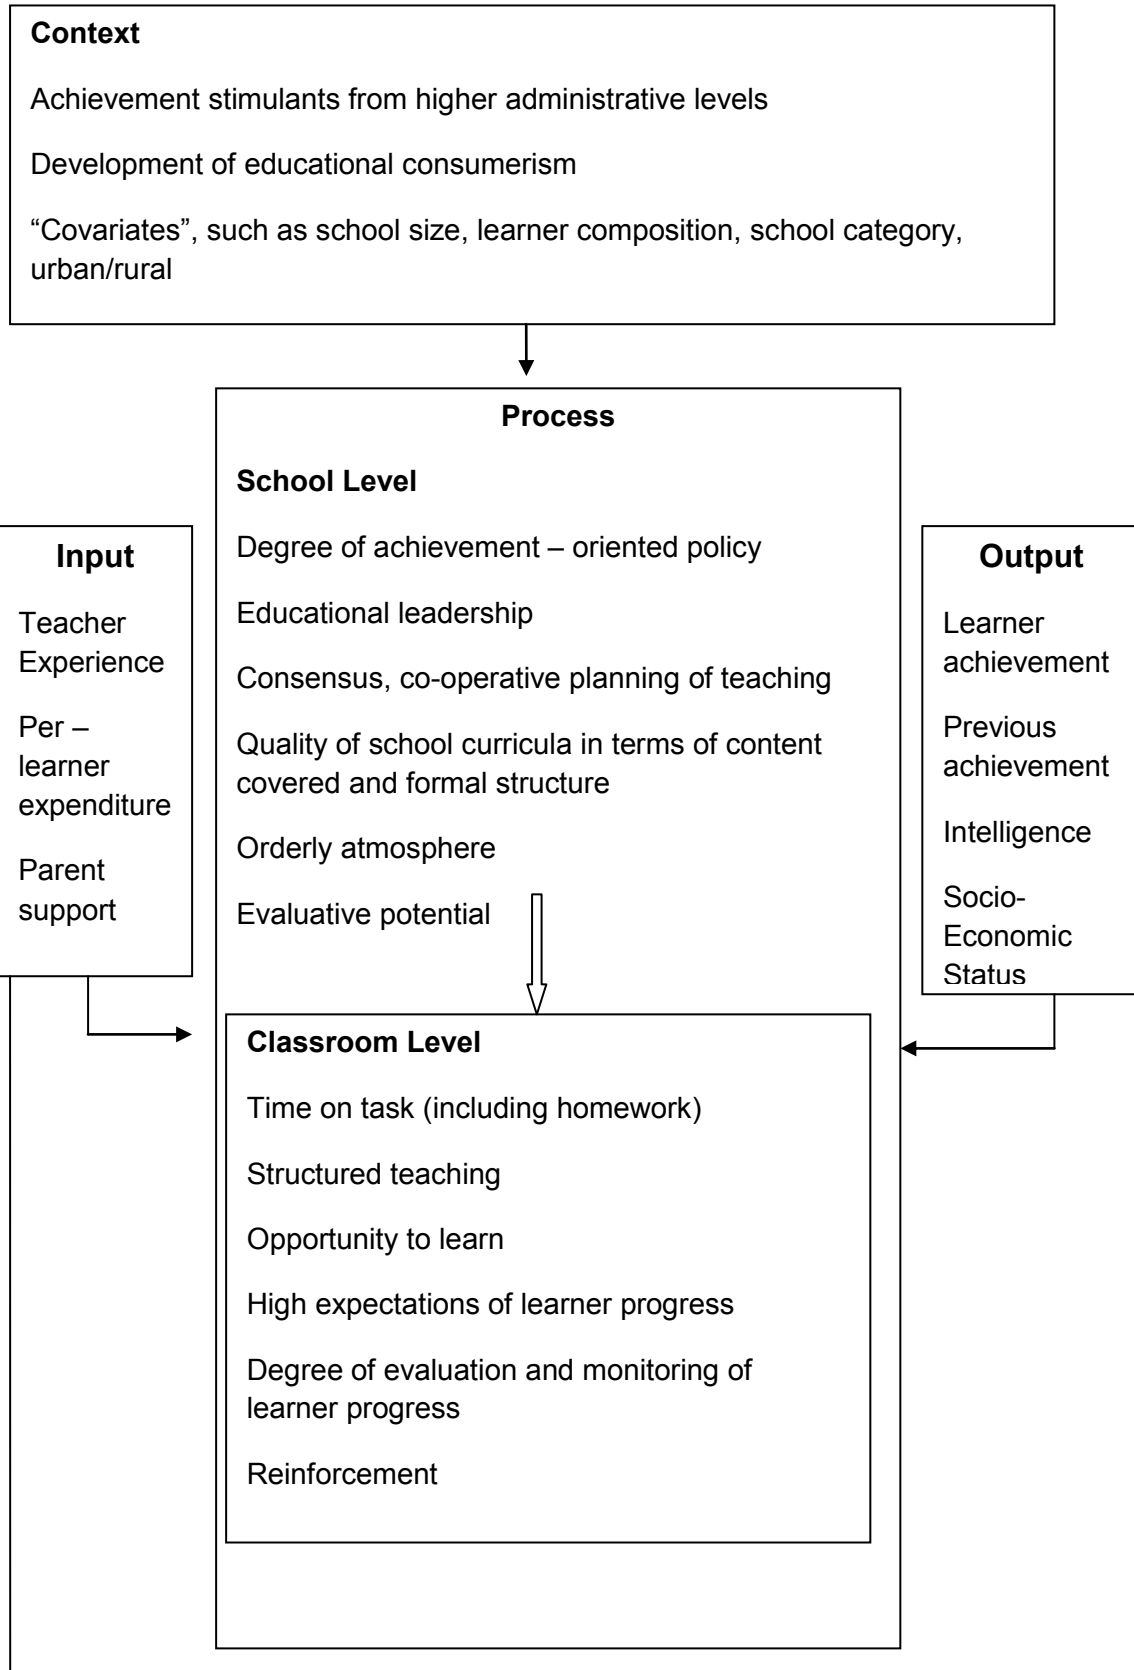 Context
Achievement stimulants from higher administrative levels
Development of educational consumerism
“Covariates”, such as school size, learner composition, school category,
urban/rural
Process
School Level
Degree of achievement – oriented policy
Educational leadership
Consensus, co-operative planning of teaching
Quality of school curricula in terms of content
covered and formal structure
Orderly atmosphere
Evaluative potential
Input
Teacher
Experience
Per –
learner
expenditure
Parent
support
Output
Learner
achievement
Previous
achievement
Intelligence
Socio-
Economic
Status
Classroom Level
Time on task (including homework)
Structured teaching
Opportunity to learn
High expectations of learner progress
Degree of evaluation and monitoring of
learner progress
Reinforcement